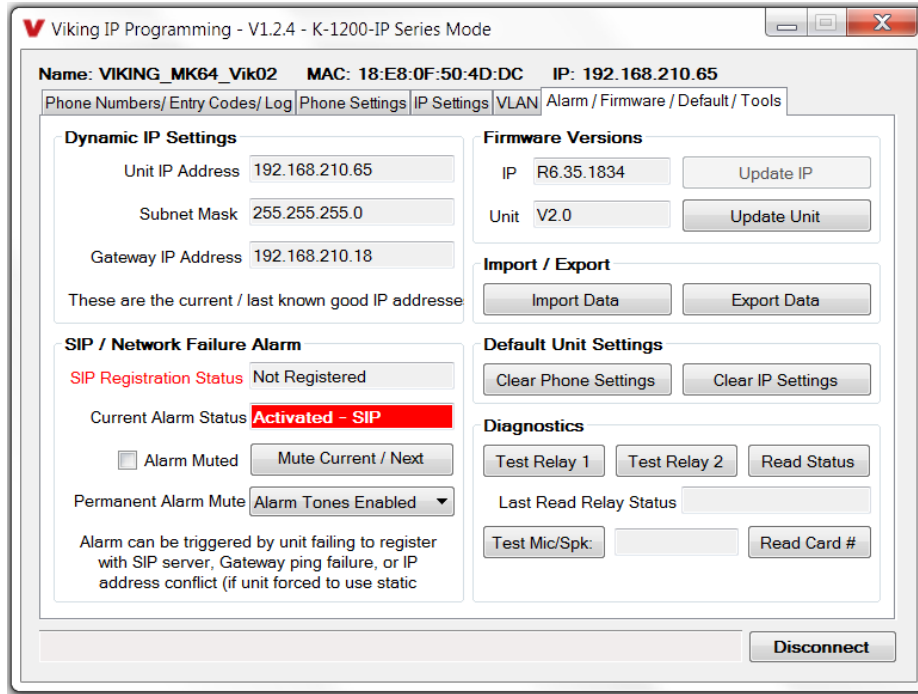 Viking IP Programming - V1.2.4 - K-1200-IP Series Mode
Name: VIKING_MK64_Vik02 MAC: 18:E8:0F:50:4D:DC IP: 192.168.210.65
Phone Numbers/ Entry Codes/ Log Phone Settings IP Settings VLAN Alarm / Firmware / Default / Tools
Dynamic IP Settings
Unit IP Address 192.168.210.65
Subnet Mask 255.255.255.0
Gateway IP Address 192.168.210.18
These are the current / last known good IP addresse
SIP / Network Failure Alarm
SIP Registration Status Not Registered
Current Alarm Status Activated - SIP
Alarm Muted Mute Current / Next
Permanent Alarm Mute Alarm Tones Enabled
Alarm can be triggered by unit failing to register
with SIP server, Gateway ping failure, or IP
address conflict (if unit forced to use static
Firmware Versions
IP R6.35.1834 Update IP
Unit V2.0 Update Unit
Import / Export
Import Data Export Data
Default Unit Settings
Clear Phone Settings Clear IP Settings
Diagnostics
Test Relay 1 Test Relay 2 Read Status
Last Read Relay Status
Test Mic/Spk: Read Card #
Disconnect